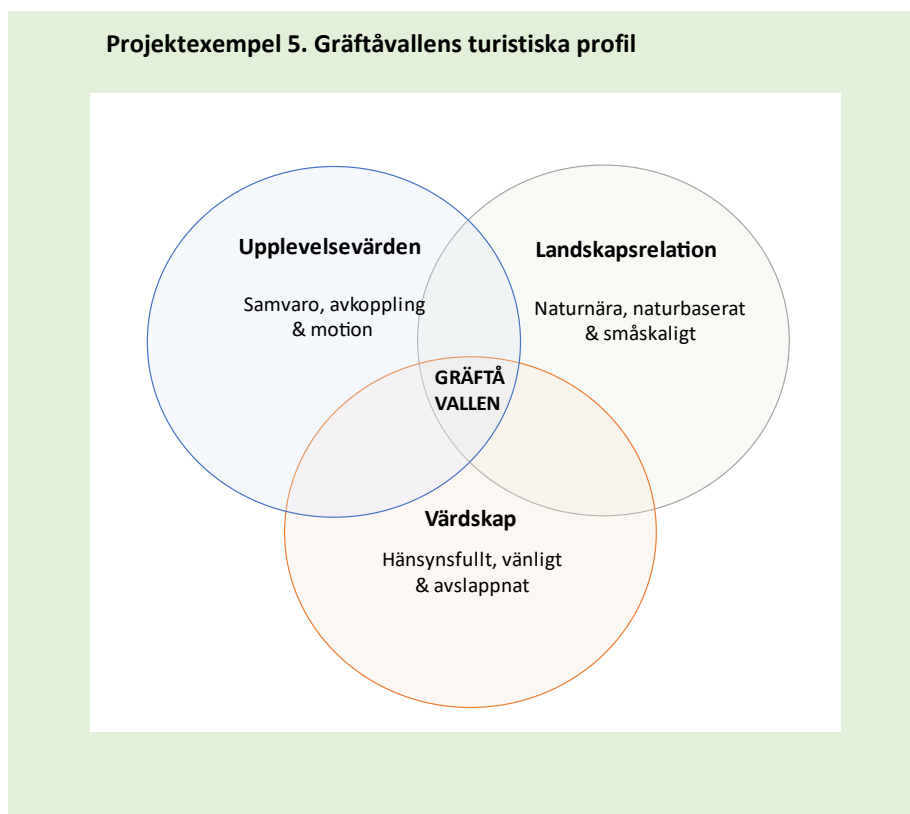 Projektexempel 5. Gräftåvallens turistiska profil
Upplevelsevärden
Samvaro, avkoppling
& motion
Landskapsrelation
Naturnära, naturbaserat
& småskaligt
GRÄFTÅ
VALLEN
Värdskap
Hänsynsfullt, vänligt
& avslappnat